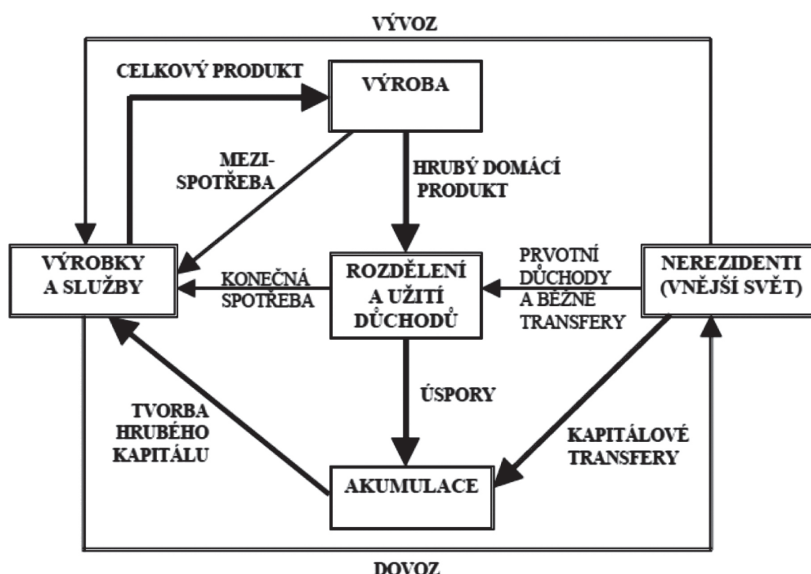 VÝVOZ
CELKOVÝ PRODUKT
VÝROBA
MEZI-
SPOTŘEBA
HRUBÝ DOMÁCÍ
PRODUKT
VÝROBKY
A SLUŽBY
KONEČNÁ
SPOTŘEBA
ROZDĚLENÍ
A UŽITÍ
DŮCHODŮ
PRVOTNÍ
DŮCHODY
A BĚŽNÉ
TRANSFERY
NEREZIDENTI
(VNĚJŠÍ SVĚT)
TVORBA
HRUBÉHO
KAPITÁLU
ÚSPORY
KAPITÁLOVÉ
TRANSFERY
AKUMULACE
DOVOZ